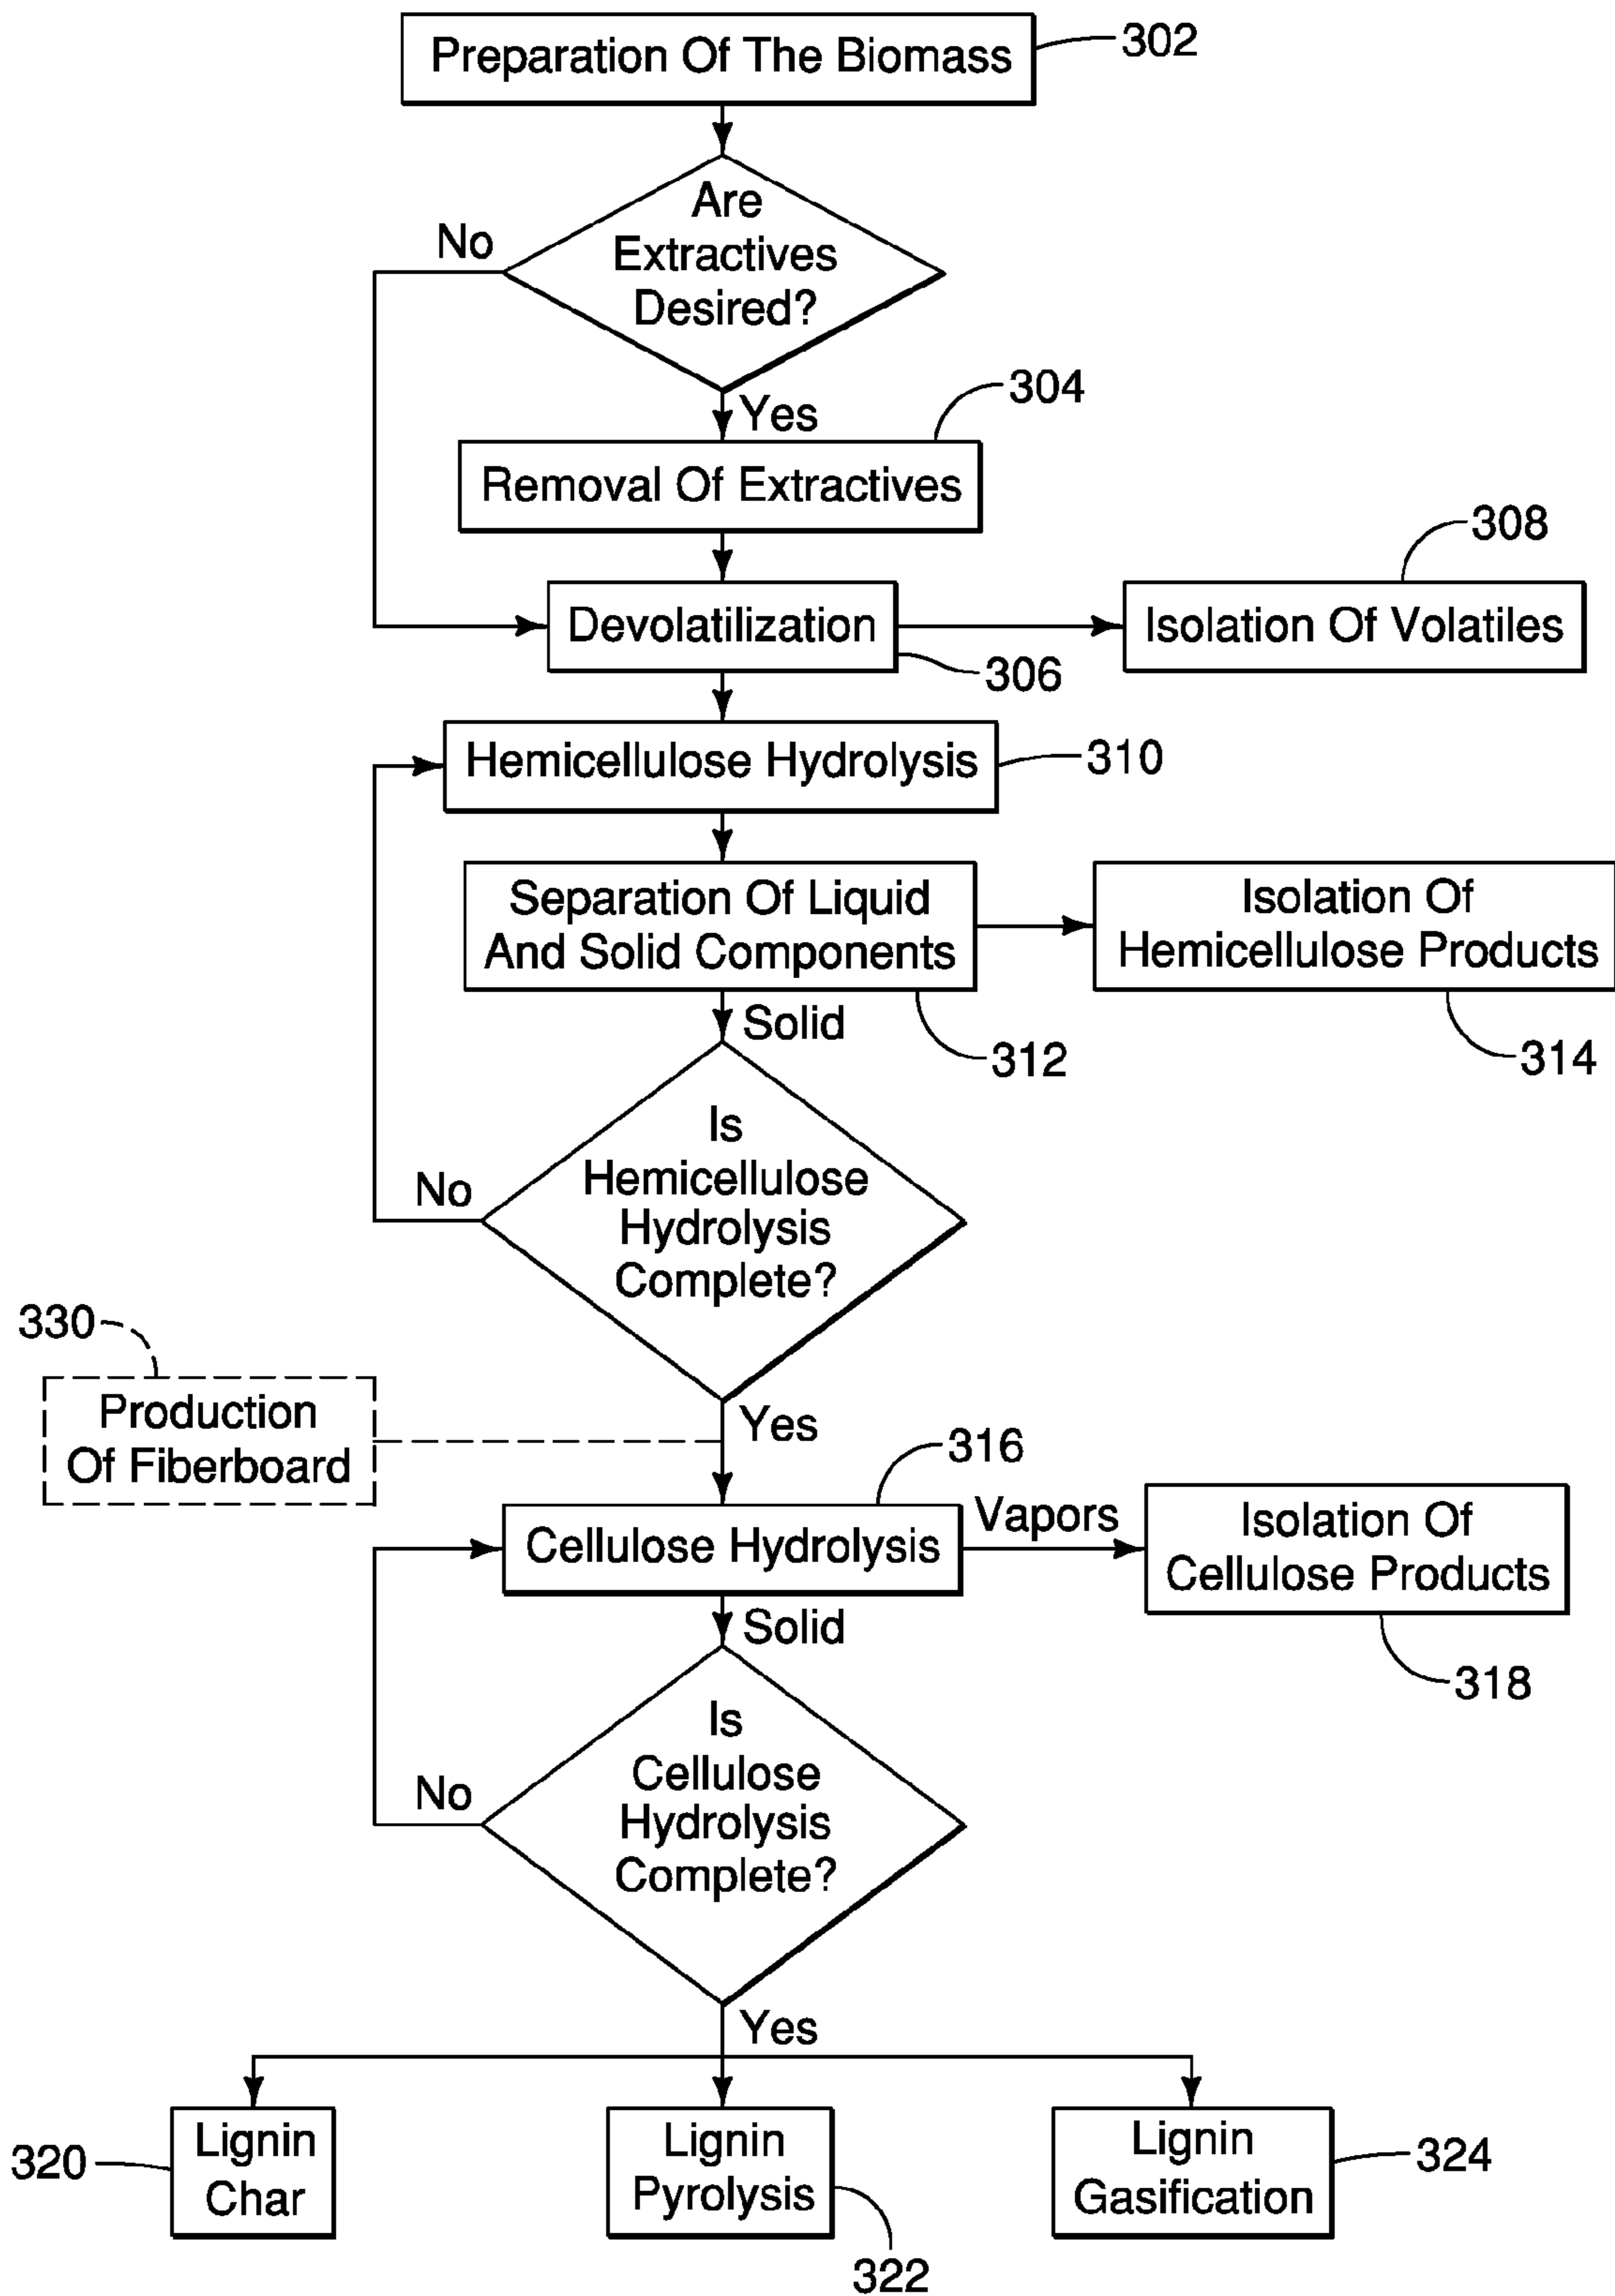 Preparation Of The Biomass
302
Are
Extractives
Desired?
No
Yes
304
Removal Of Extractives
308
Devolatilization
Isolation Of Volatiles
306
Hemicellulose Hydrolysis
310
Separation Of Liquid
And Solid Components
Isolation Of
Hemicellulose Products
Solid
312
314
Is
Hemicellulose
Hydrolysis
Complete?
No
330
Production
Of Fiberboard
Yes
316
Cellulose Hydrolysis
Vapors
Isolation Of
Cellulose Products
Solid
318
Is
Cellulose
Hydrolysis
Complete?
No
Yes
320
Lignin
Char
Lignin
Pyrolysis
322
Lignin
Gasification
324